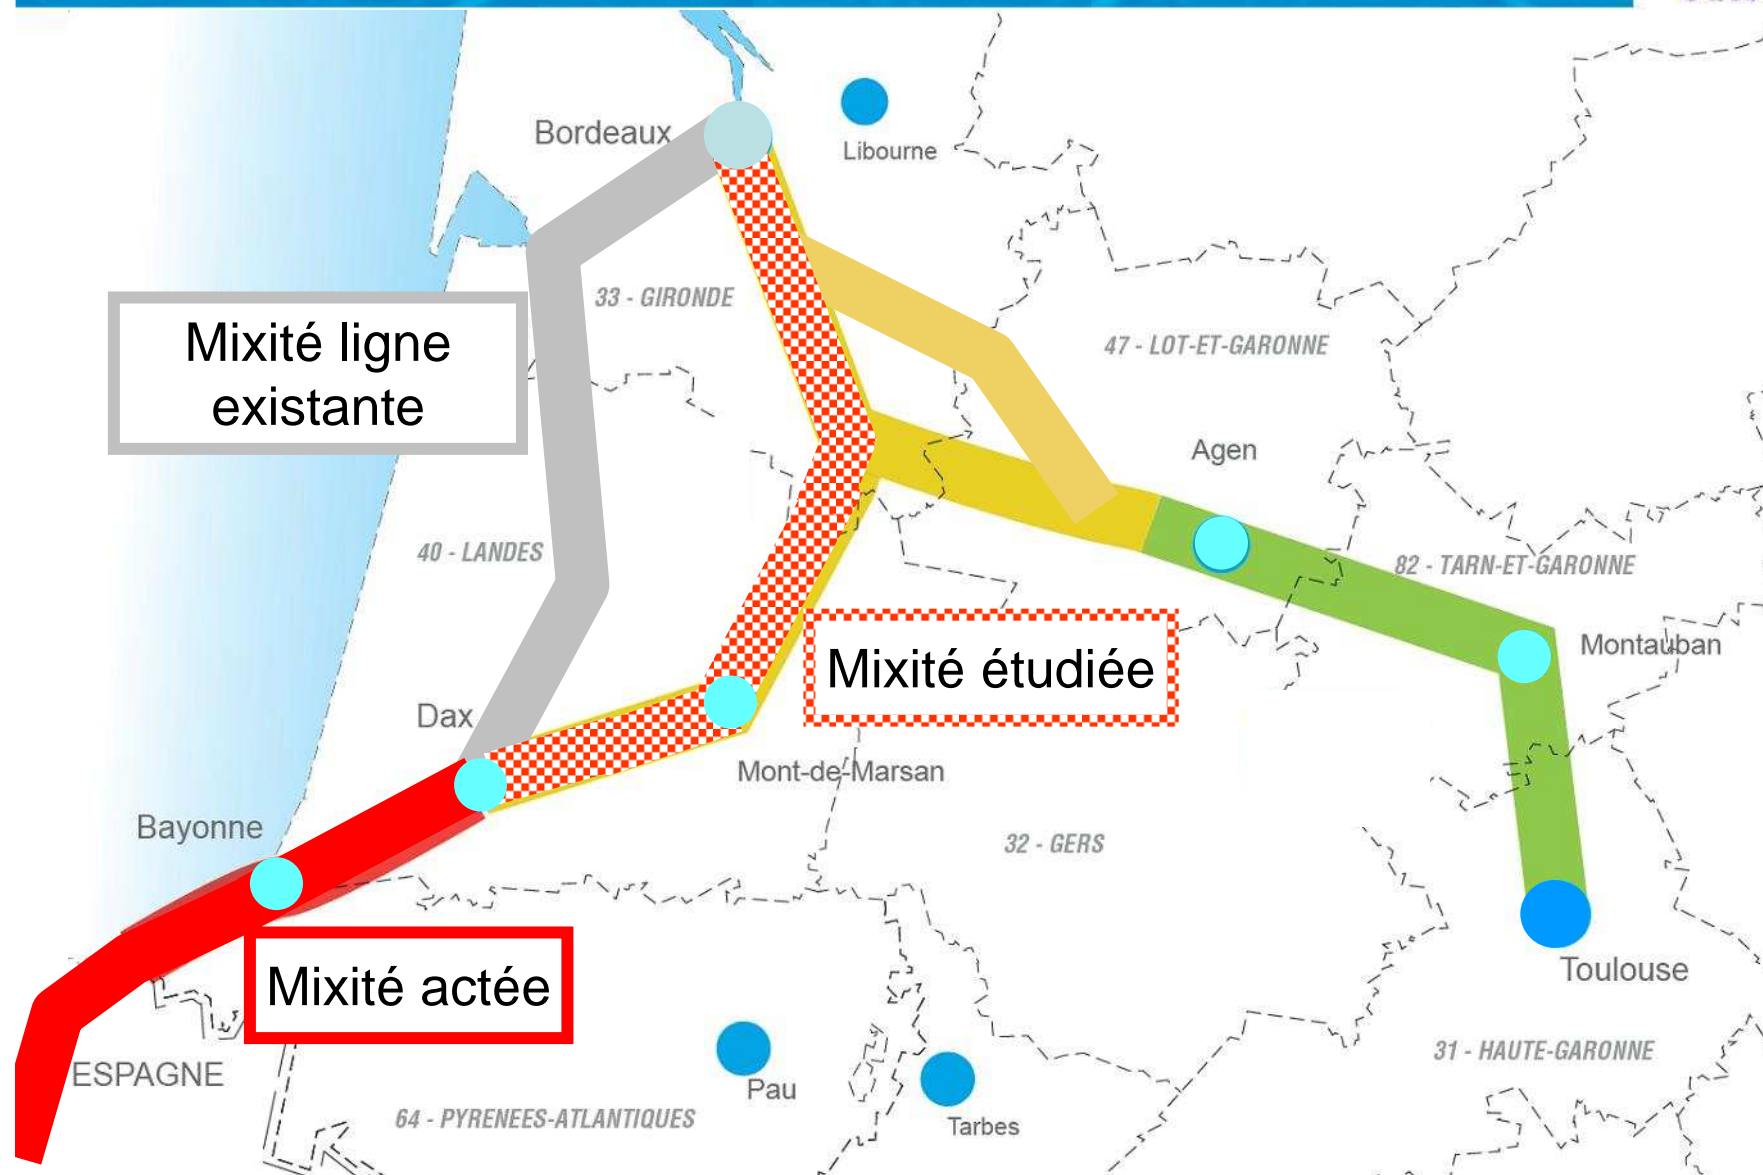 Bordeaux
Libourne
33 - GIRONDE
Mixité ligne
existante
47 - LOT-ET-GARONNE
Agen
40 - LANDES
82 - TARN-ET-GARONNE
Montauban
Mixité étudiée
Dax
Mont-de-Marsan
Bayonne
32 - GERS
Toulouse
Mixité actée
31 - HAUTE-GARONNE
ESPAGNE
Pau
64 - PYRENEES-ATLANTIQUES
Tarbes